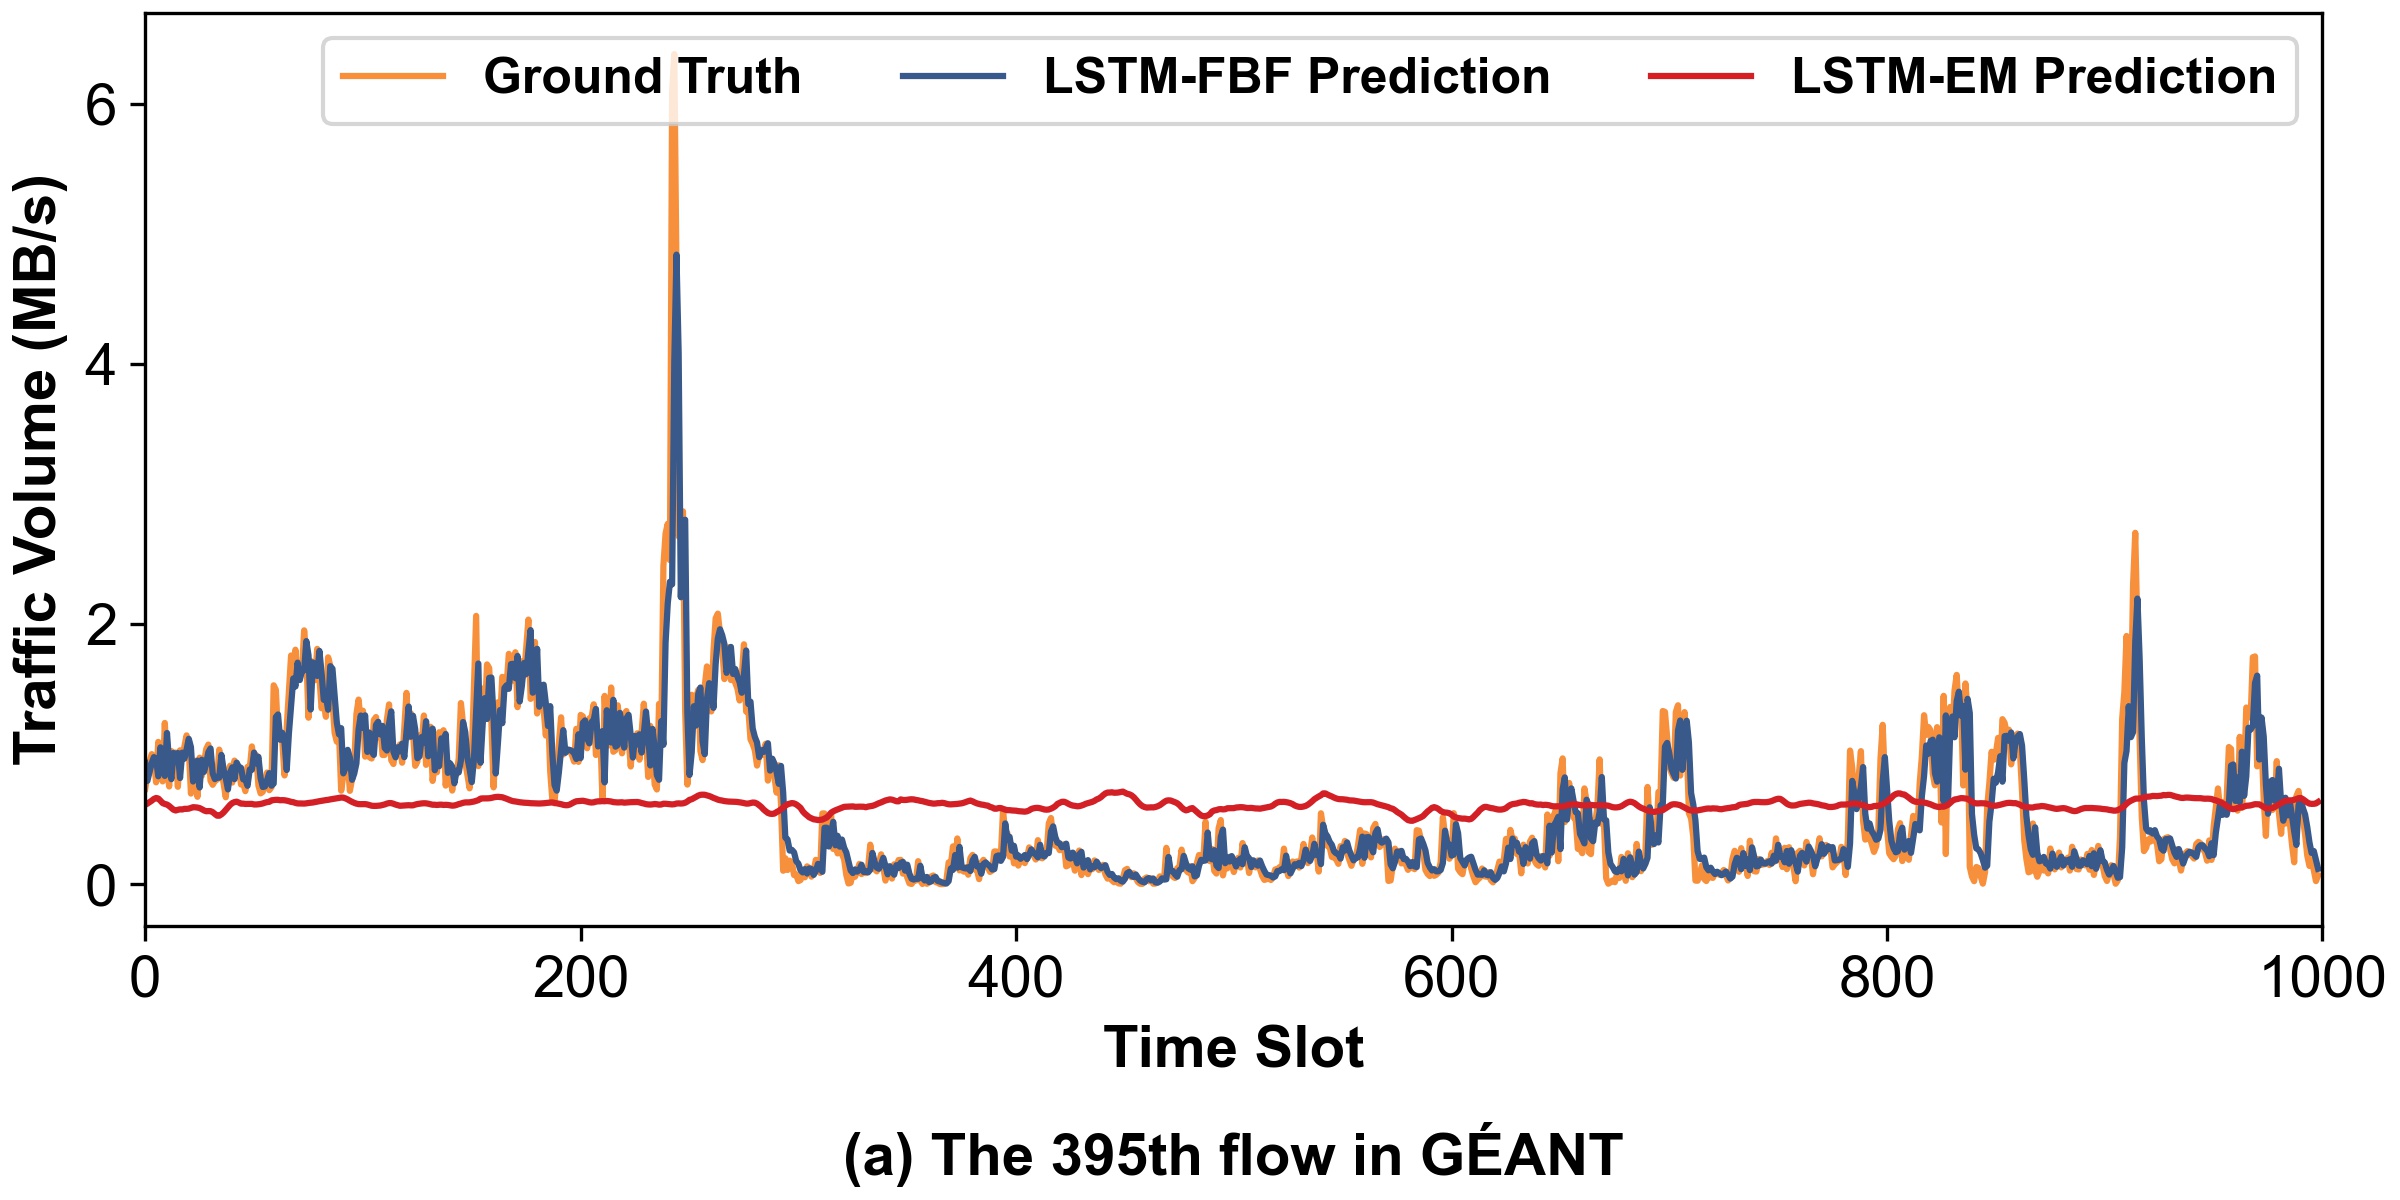 Ground Truth LSTM-FBF Prediction LSTM-EM Prediction
Traffic Volume (MB/s)
6
4
2
0
0 200 400 600 800 1000
Time Slot
(a) The 395th flow in GÉANT